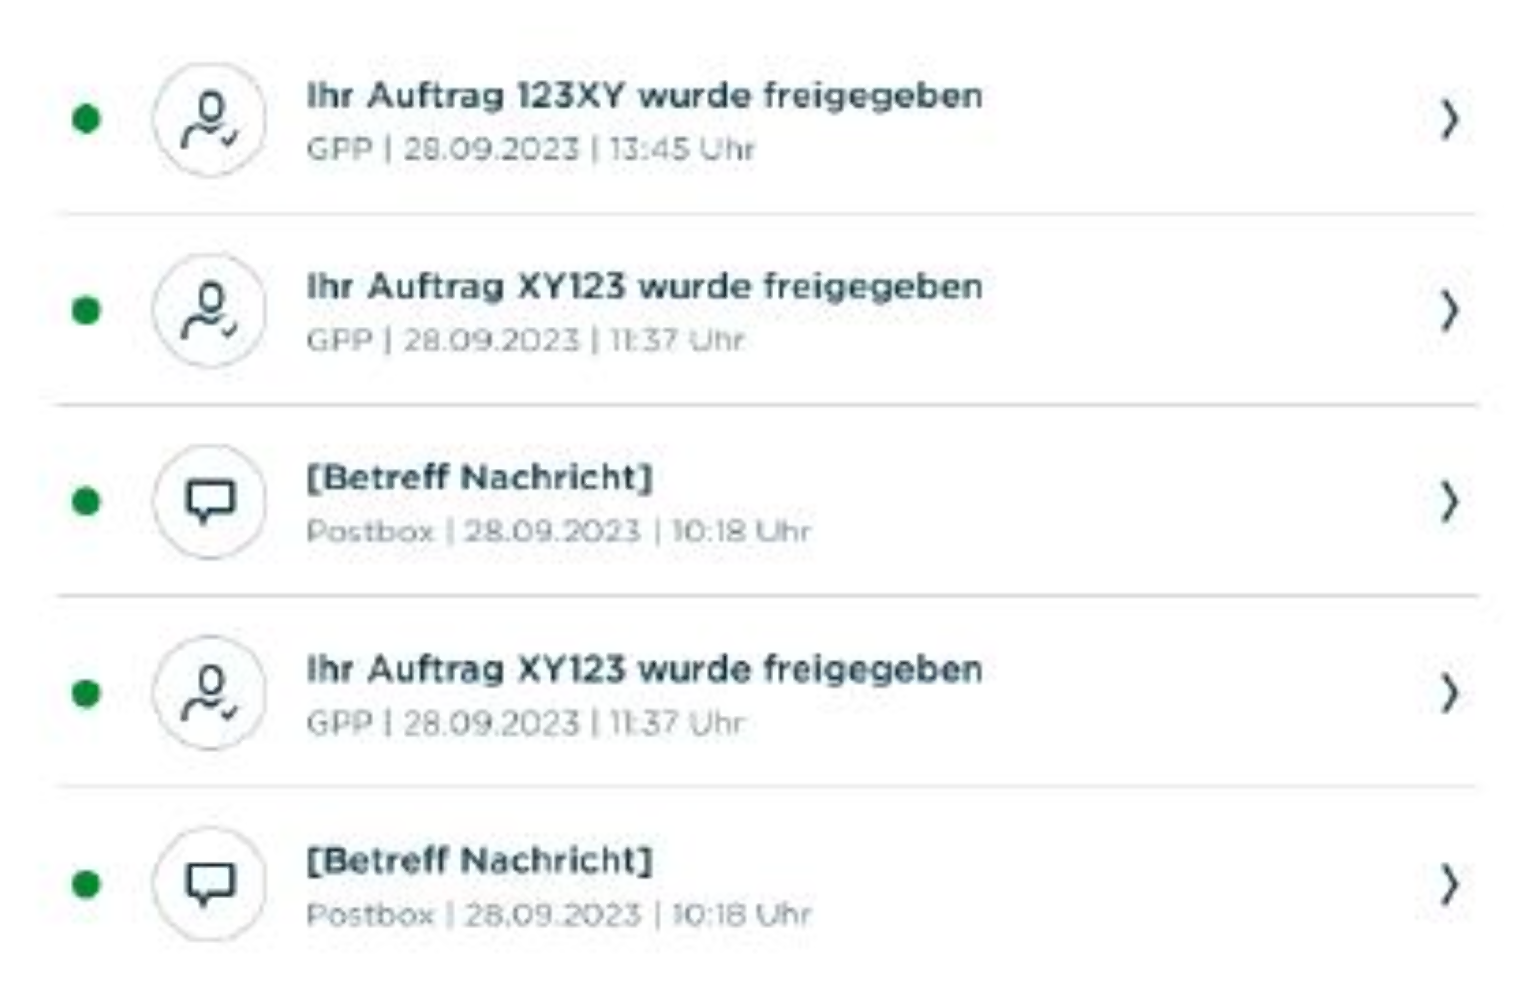 Ihr Auftrag 123XY wurde freigegeben
GPP | 28.09.2023 | 13:45 Uhr
Ihr Auftrag XY123 wurde freigegeben
GPP | 28.09.2023 | 11:37 Uhr
[Betreff Nachricht]
Postbox | 28.09.2023 | 10:18 Uhr
Ihr Auftrag XY123 wurde freigegeben
GPP | 28.09.2023 | 11:37 Uhr
[Betreff Nachricht]
Postbox | 28.09.2023 | 10:18 Uhr